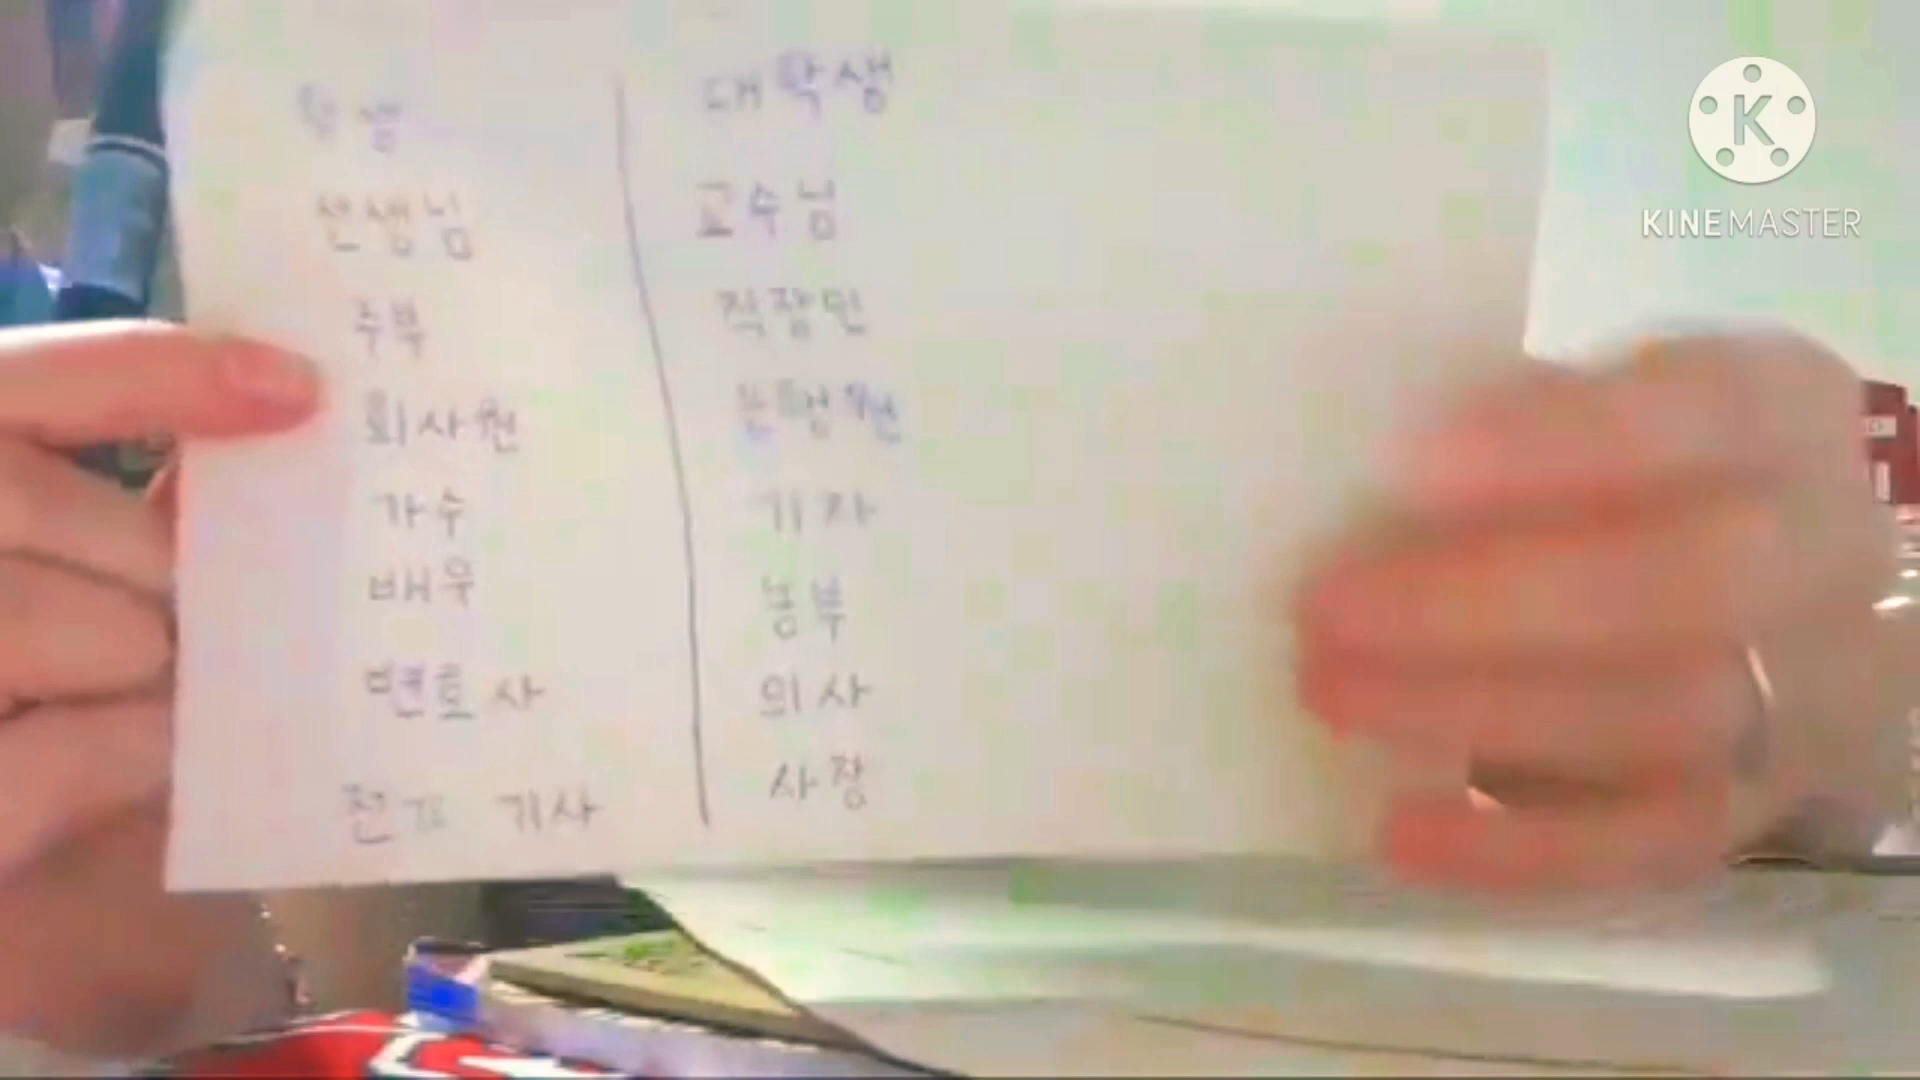 학생
선생님
주부
회사원
가수
배우
변호사
전기 기사
대학생
교수님
직장인
은행원
기자
농부
의사
사장
KINEMASTER